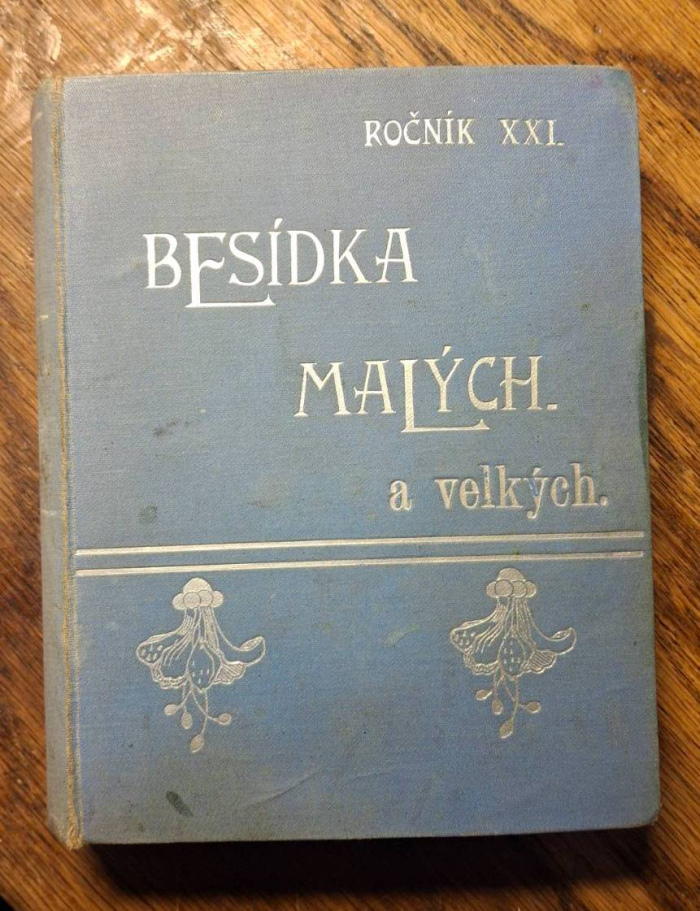 ROČNÍK XXI.
BESÍDKA
MALÝCH.
a velkých.